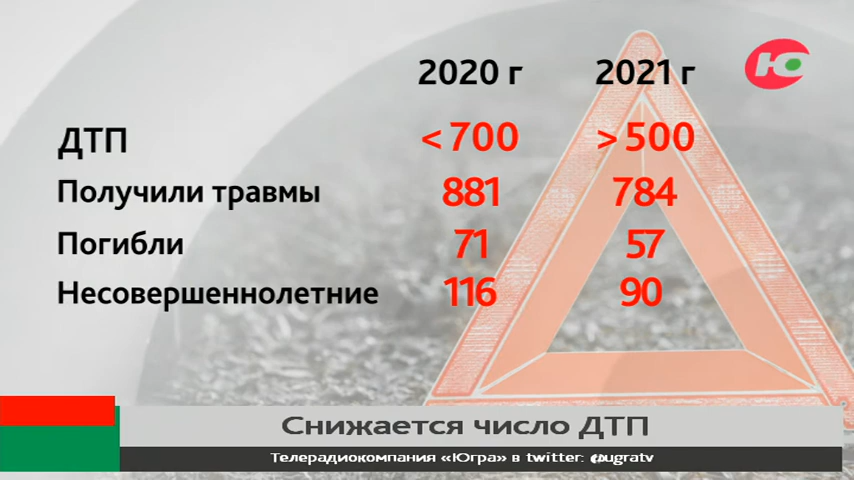 2020 г 2021 г
ДТП < 700 > 500
Получили травмы 881 784
Погибли 71 57
Несовершеннолетние 116 90
Ю
Снижается число ДТП
Телерадиокомпания «Югра» в twitter: @ugratv